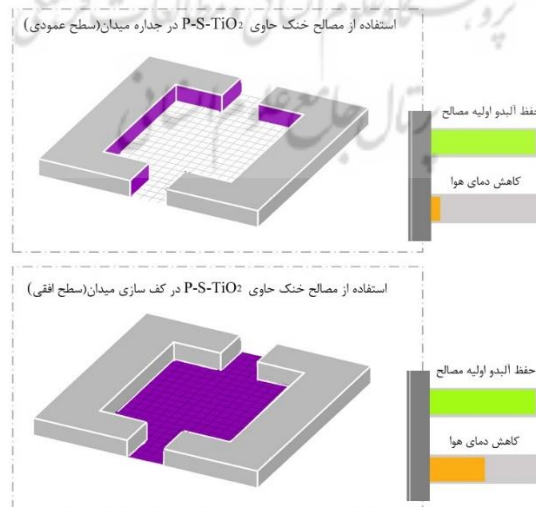 استفاده از مصالح خنک حاوی P-S-TiO2 در جداره میدان(سطح عمودی)
حفظ آلبدو اولیه مصالح
کاهش دمای هوا
استفاده از مصالح خنک حاوی P-S-TiO2 در کف سازی میدان(سطح افقی)
حفظ آلبدو اولیه مصالح
کاهش دمای هوا